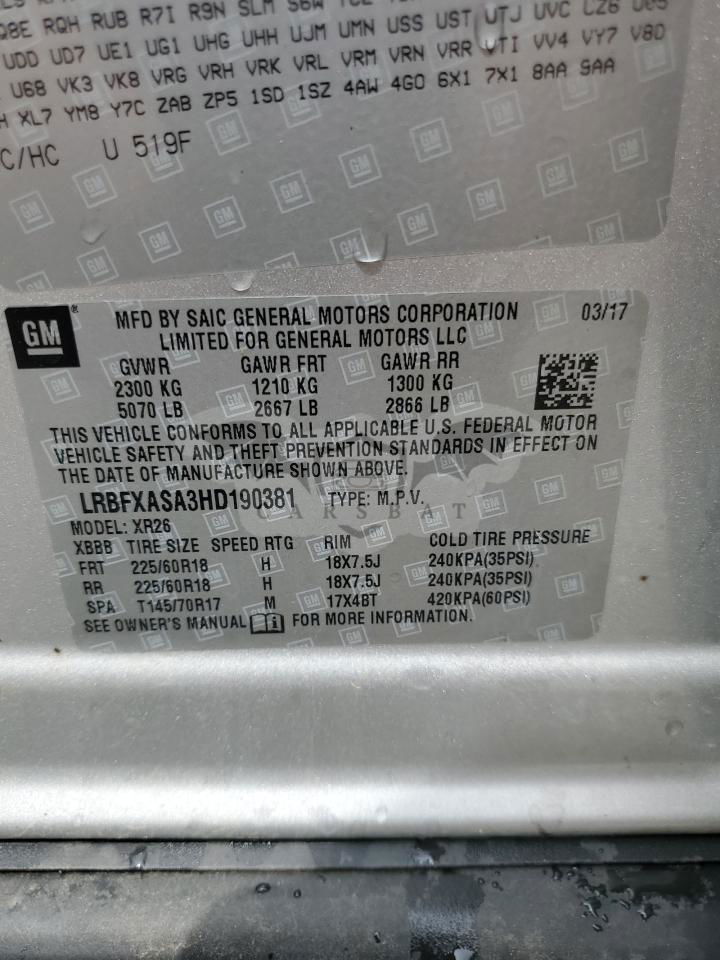 Q8E RQH RUB R7I R9N SLM S6W
UDD UD7 UE1 UG1 UHG UHH UJM UMN USS UST UTJ UVC CZ6 U05
U68 VK3 VK8 VRG VRH VRK VRL VRM VRN VRR VTI VV4 VY7 V8D
XL7 YM8 Y7C ZAB ZP5 1SD 1SZ 4AW 4G0 6X1 7X1 8AA 9AA
C/HC U 519F
GM ® MFD BY SAIC GENERAL MOTORS CORPORATION 03/17
LIMITED FOR GENERAL MOTORS LLC
GVWR GAWR FRT GAWR RR
2300 KG 1210 KG 1300 KG
5070 LB 2667 LB 2866 LB
THIS VEHICLE CONFORMS TO ALL APPLICABLE U.S. FEDERAL MOTOR
VEHICLE SAFETY AND THEFT PREVENTION STANDARDS IN EFFECT ON
THE DATE OF MANUFACTURE SHOWN ABOVE.
LRBFXASA3HD190381 TYPE: M.P.V.
CARSBAT
MODEL: XR26
XBBB TIRE SIZE SPEED RTG RIM COLD TIRE PRESSURE
FRT 225/60R18 H 18X7.5J 240KPA(35PSI)
RR 225/60R18 H 18X7.5J 240KPA(35PSI)
SPA T145/70R17 M 17X4BT 420KPA(60PSI)
SEE OWNER'S MANUAL FOR MORE INFORMATION.